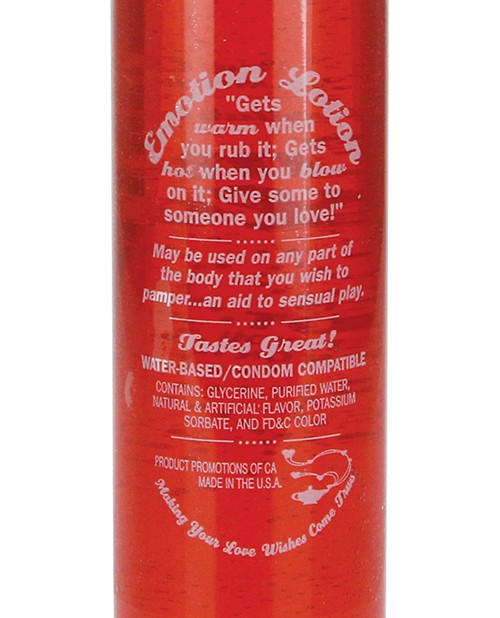 Emotion Lotion
"Gets
warm when
you rub it; Gets
hot when you blow
on it; Give some to
someone you love!"
May be used on any part of
the body that you wish to
pamper...an aid to sensual play.
Tastes Great!
WATER-BASED/CONDOM COMPATIBLE
CONTAINS: GLYCERINE, PURIFIED WATER,
NATURAL & ARTIFICIAL FLAVOR, POTASSIUM
SORBATE, AND FD&C COLOR
PRODUCT PROMOTIONS OF CA
MADE IN THE U.S.A.
Making Your Love Wishes Come True